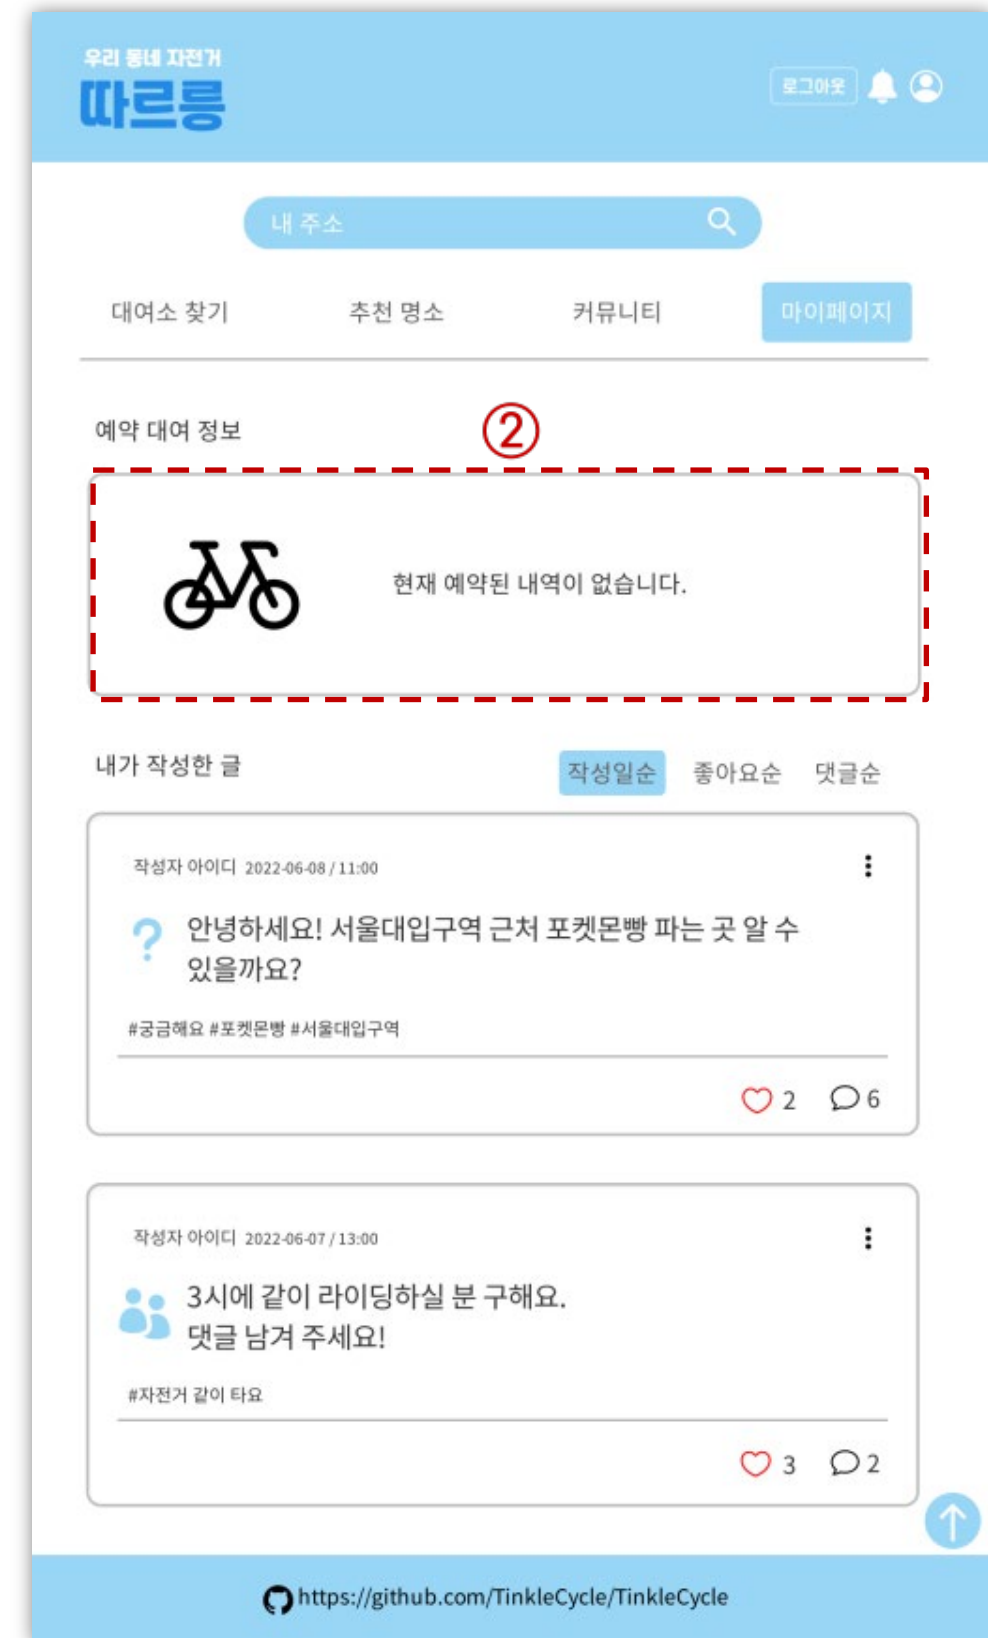 우리 동네 자전거
따르릉
로그아웃
내 주소
대여소 찾기 추천 명소 커뮤니티 마이페이지
예약 대여 정보
②
현재 예약된 내역이 없습니다.
내가 작성한 글 작성일순 좋아요순 댓글순
작성자 아이디 2022-06-08 / 11:00
안녕하세요! 서울대입구역 근처 포켓몬빵 파는 곳 알 수
있을까요?
#궁금해요 #포켓몬빵 #서울대입구역
2 6
작성자 아이디 2022-06-07 / 13:00
3시에 같이 라이딩하실 분 구해요.
댓글 남겨 주세요!
#자전거 같이 타요
3 2
https://github.com/TinkleCycle/TinkleCycle